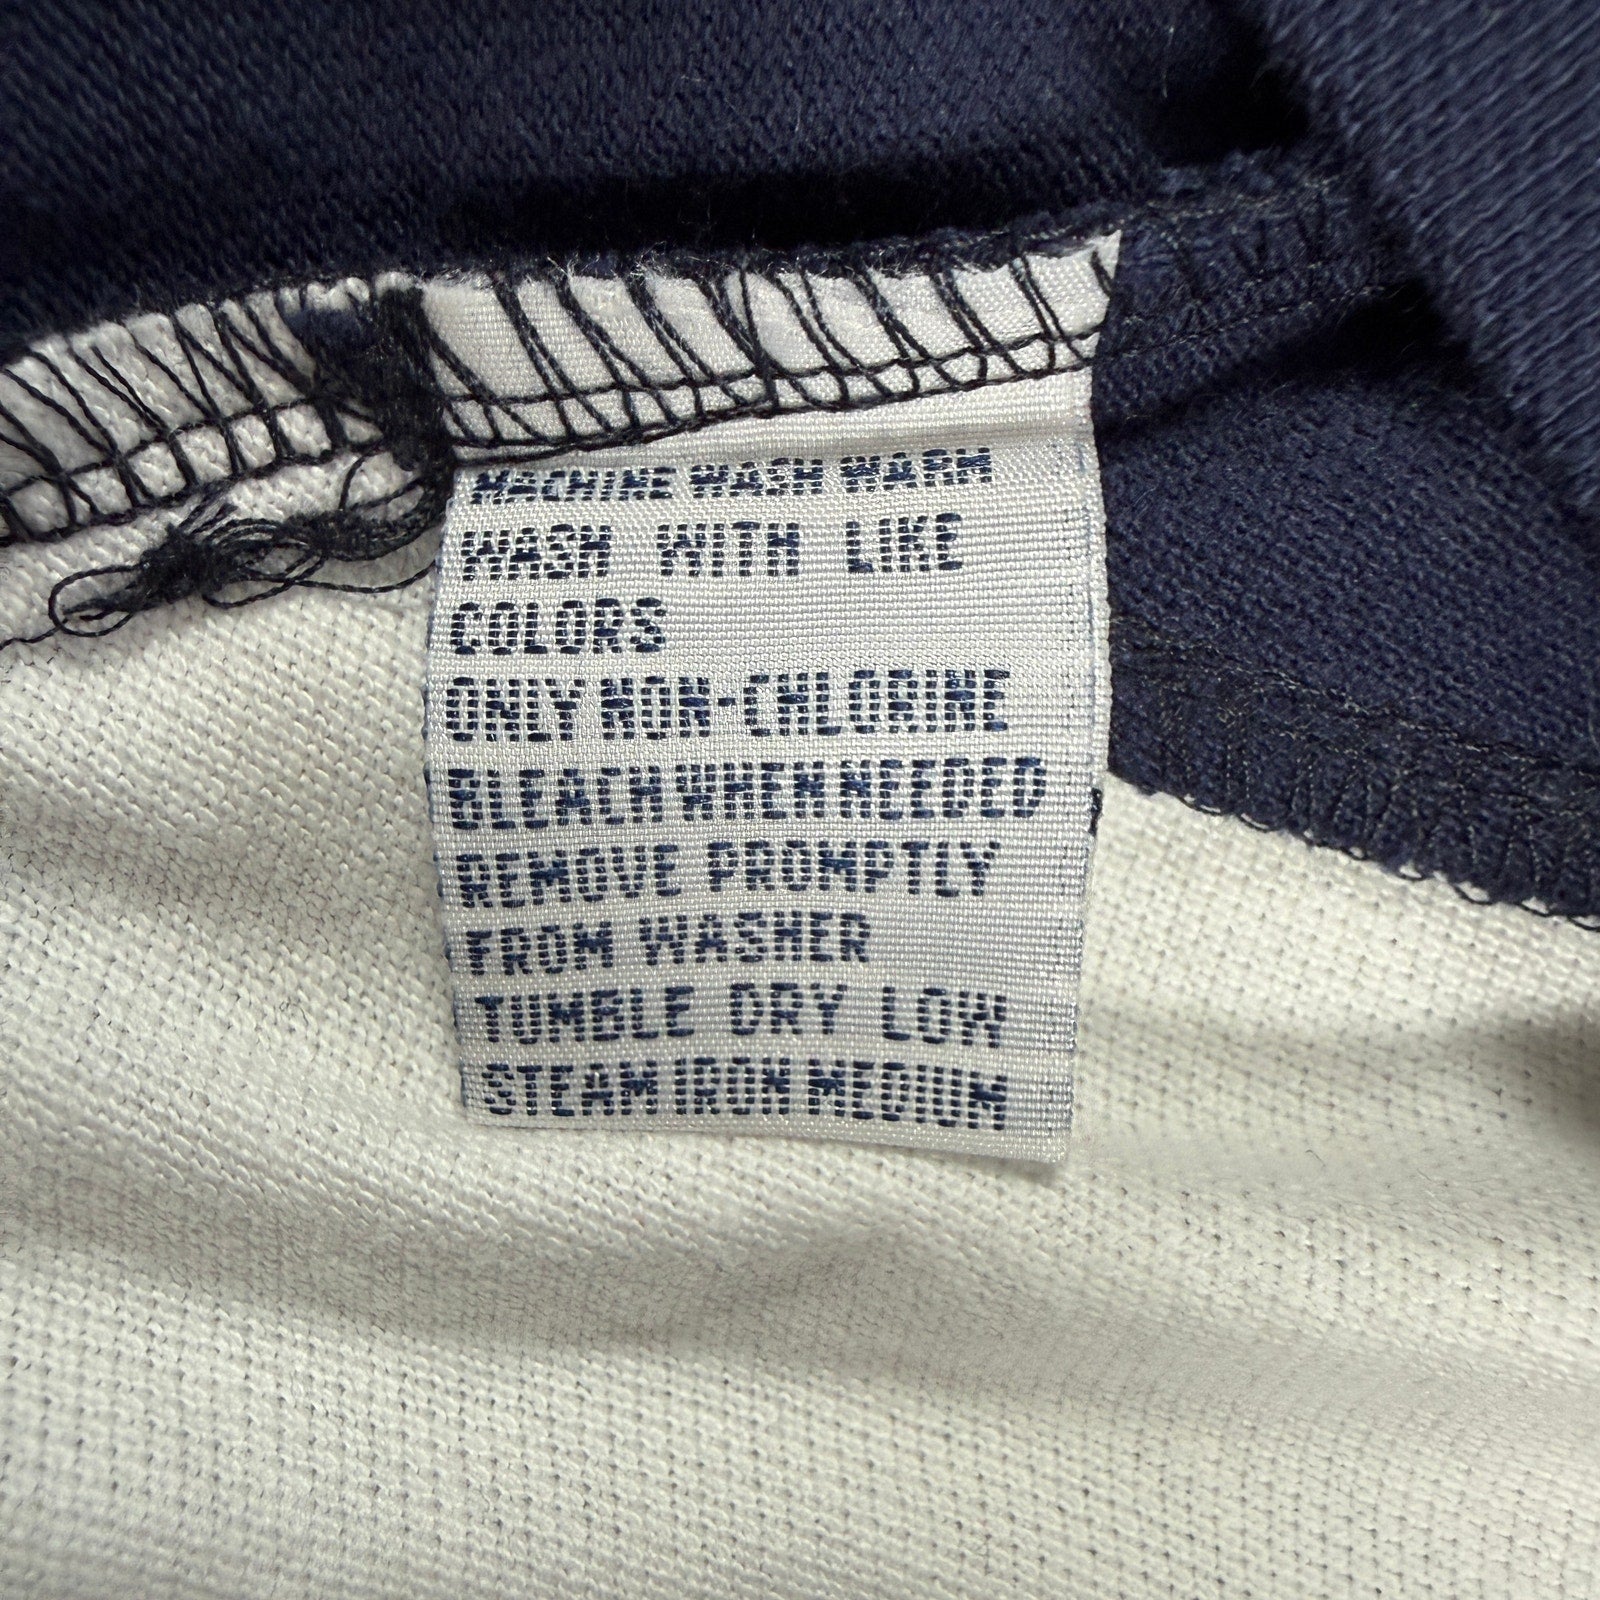 MACHINE WASH WARM
WASH WITH LIKE
COLORS
ONLY NON-CHLORINE
BLEACH WHEN NEEDED
REMOVE PROMPTLY
FROM WASHER
TUMBLE DRY LOW
STEAM IRON MEDIUM